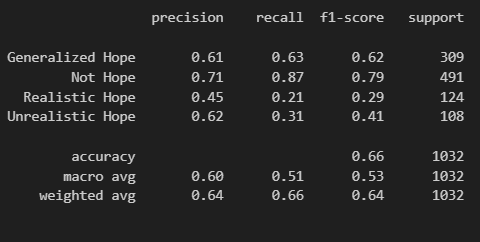 precision recall f1-score support
Generalized Hope 0.61 0.63 0.62 309
Not Hope 0.71 0.87 0.79 491
Realistic Hope 0.45 0.21 0.29 124
Unrealistic Hope 0.62 0.31 0.41 108
accuracy 0.66 1032
macro avg 0.60 0.51 0.53 1032
weighted avg 0.64 0.66 0.64 1032